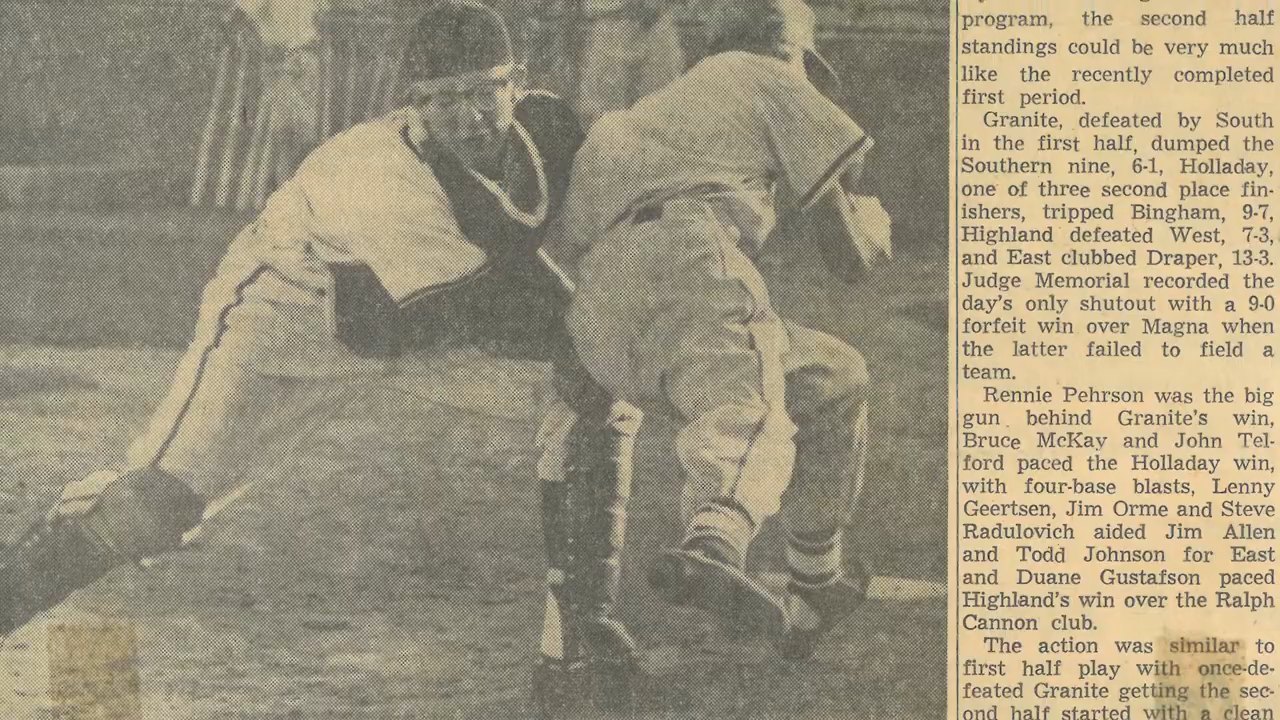 program, the second half
standings could be very much
like the recently completed
first period.
Granite, defeated by South
in the first half, dumped the
Southern nine, 6-1, Holladay,
one of three second place fin-
ishers, tripped Bingham, 9-7,
Highland defeated West, 7-3,
and East clubbed Draper, 13-3.
Judge Memorial recorded the
day's only shutout with a 9-0
forfeit win over Magna when
the latter failed to field a
team.
Rennie Pehrson was the big
gun behind Granite's win,
Bruce McKay and John Tel-
ford paced the Holladay win,
with four-base blasts, Lenny
Geertsen, Jim Orme and Steve
Radulovich aided Jim Allen
and Todd Johnson for East
and Duane Gustafson paced
Highland's win over the Ralph
Cannon club.
The action was similar to
first half play with once-de-
feated Granite getting the sec-
ond half started with a clean